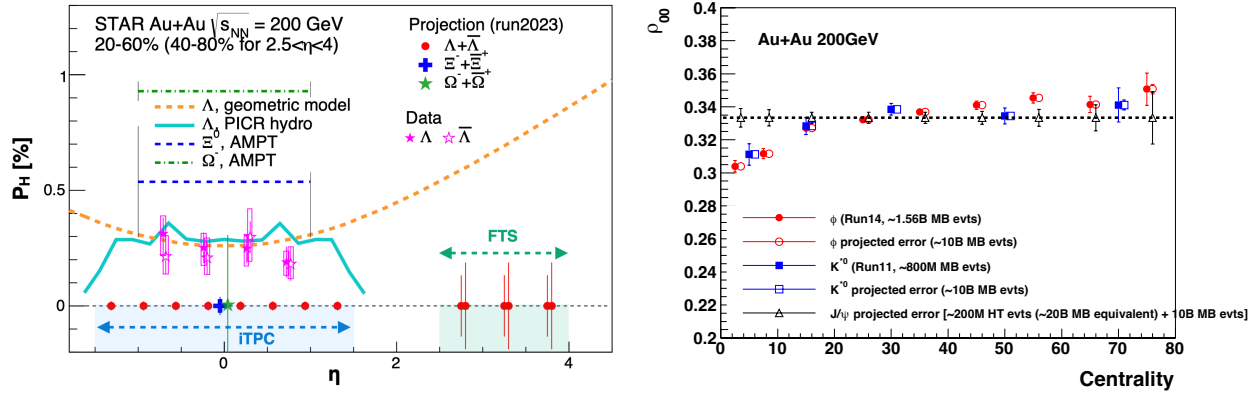 STAR Au+Au √s_NN = 200 GeV
20-60% (40-80% for 2.5<η<4)
Projection (run2023)
Λ+Λ̅
Ξ⁻+Ξ̅⁺
Ω⁻+Ω̅⁺
Λ, geometric model
Λ, PICR hydro
Ξ⁰, AMPT
Ω⁻, AMPT
Data
Λ Λ̅
P_H [%]
1
0.5
0
FTS
iTPC
0 2 4
η
ρ₀₀
Au+Au 200GeV
0.4
0.38
0.36
0.34
0.32
0.3
0.28
0.26
0.24
0.22
0.2
ϕ (Run14, ~1.56B MB evts)
ϕ projected error (~10B MB evts)
K*⁰ (Run11, ~800M MB evts)
K*⁰ projected error (~10B MB evts)
J/ψ projected error [~200M HT evts (~20B MB equivalent) + 10B MB evts]
0 10 20 30 40 50 60 70 80
Centrality